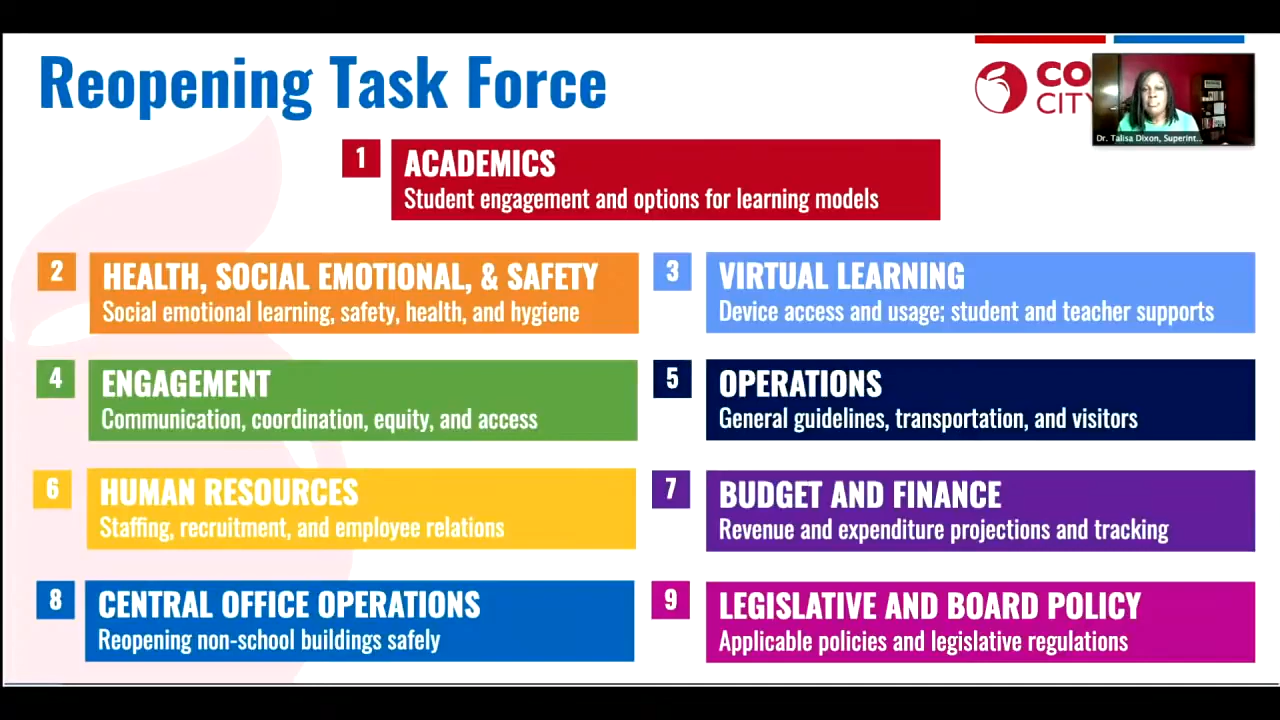 Reopening Task Force
CO
CITY
Dr. Talisa Dixon, Superint...
1
ACADEMICS
Student engagement and options for learning models
2
HEALTH, SOCIAL EMOTIONAL, & SAFETY
Social emotional learning, safety, health, and hygiene
3
VIRTUAL LEARNING
Device access and usage; student and teacher supports
4
ENGAGEMENT
Communication, coordination, equity, and access
5
OPERATIONS
General guidelines, transportation, and visitors
6
HUMAN RESOURCES
Staffing, recruitment, and employee relations
7
BUDGET AND FINANCE
Revenue and expenditure projections and tracking
8
CENTRAL OFFICE OPERATIONS
Reopening non-school buildings safely
9
LEGISLATIVE AND BOARD POLICY
Applicable policies and legislative regulations